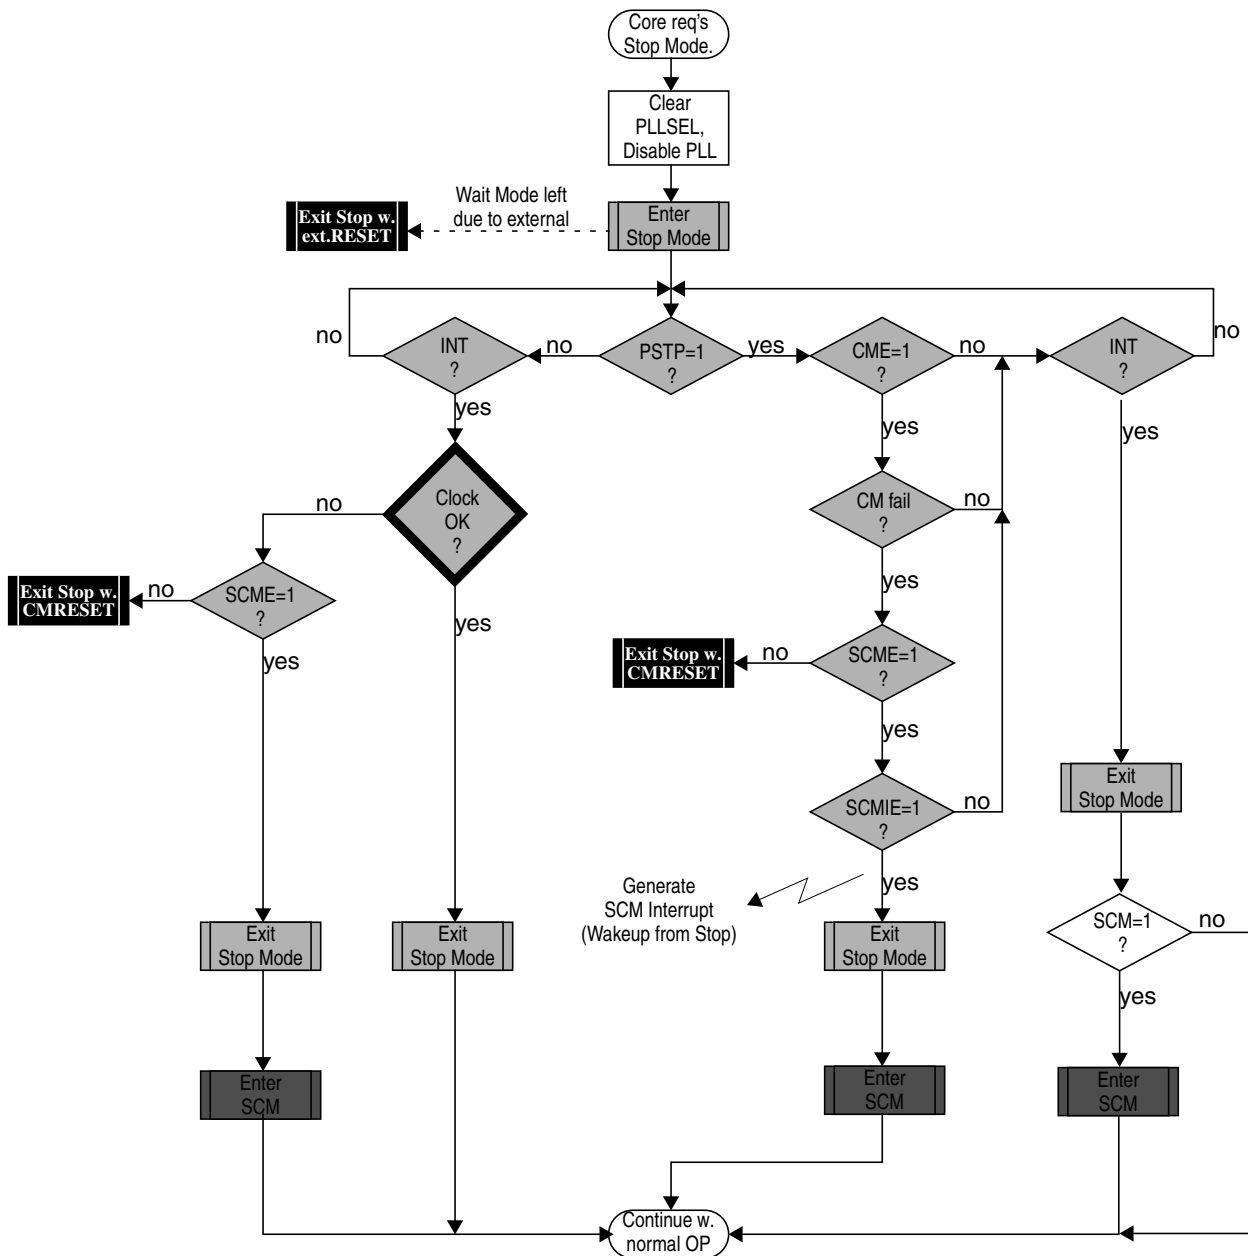 Core req's
Stop Mode.
Clear
PLLSEL,
Disable PLL
Wait Mode left
due to external
Exit Stop w.
ext.RESET
Enter
Stop Mode
no
INT
?
no
PSTP=1
?
yes
CME=1
?
no
INT
?
no
yes
yes
yes
Clock
OK
?
no
CM fail
?
no
Exit Stop w.
CMRESET
no
SCME=1
?
yes
yes
yes
Exit Stop w.
CMRESET
no
SCME=1
?
yes
SCMIE=1
?
no
Exit
Stop Mode
Generate
SCM Interrupt
(Wakeup from Stop)
yes
Exit
Stop Mode
Exit
Stop Mode
Exit
Stop Mode
SCM=1
?
no
yes
Enter
SCM
Enter
SCM
Enter
SCM
Continue w.
normal OP